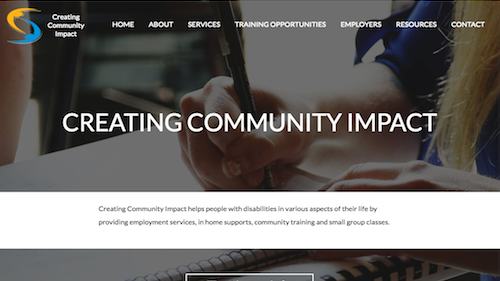 Creating
Community
Impact
HOME ABOUT SERVICES TRAINING OPPORTUNITIES EMPLOYERS RESOURCES CONTACT
CREATING COMMUNITY IMPACT
Creating Community Impact helps people with disabilities in various aspects of their life by
providing employment services, in home supports, community training and small group classes.